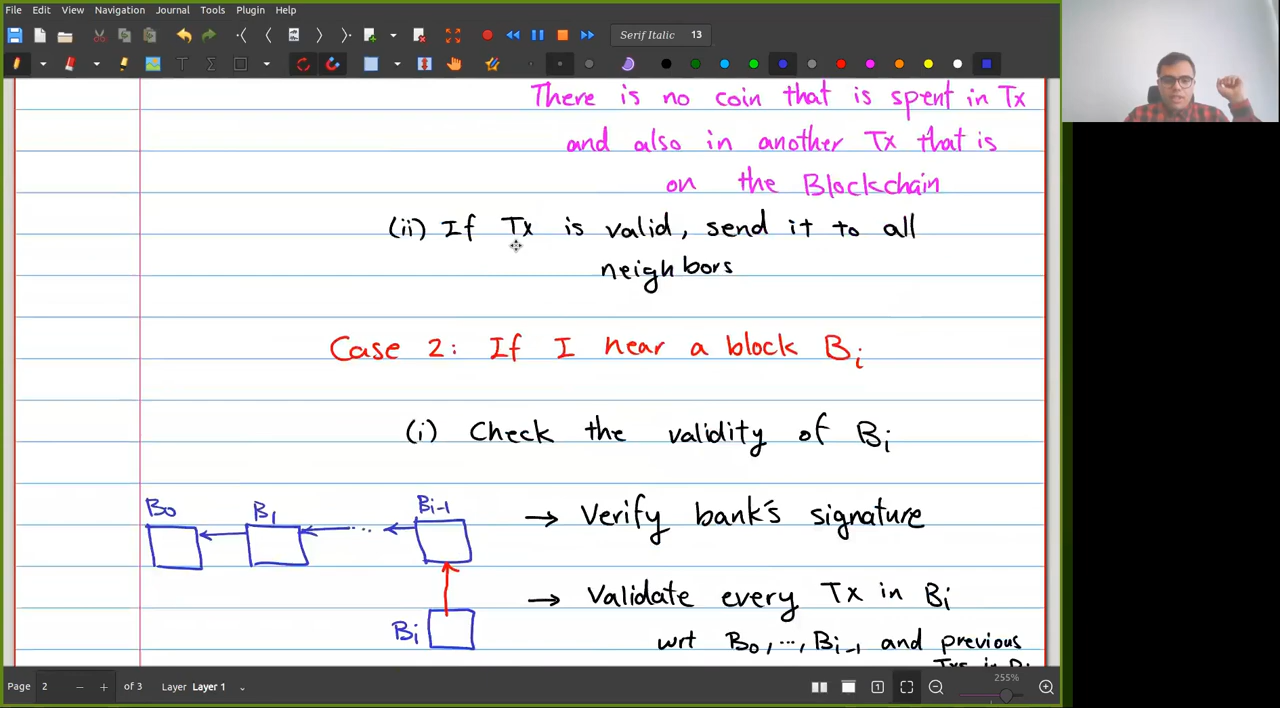 File Edit View Navigation Journal Tools Plugin Help
Serif Italic 13
There is no coin that is spent in Tx
and also in another Tx that is
on the Blockchain
(ii) If Tx is valid, send it to all
neighbors
Case 2: If I hear a block Bi
(i) Check the validity of Bi
B0 B1 ... Bi-1
→ Verify bank's signature
→ Validate every Tx in Bi
Bi
wrt B0, ..., Bi-1 and previous
Page 2 − + of 3 Layer Layer 1
255%